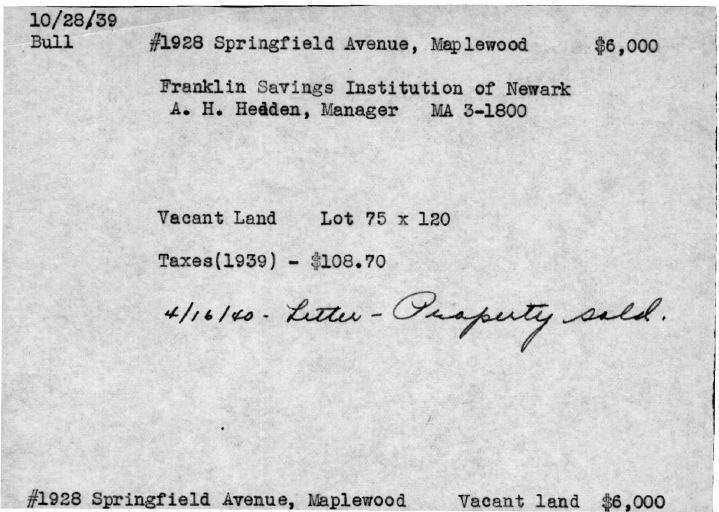 10/28/39
Bull #1928 Springfield Avenue, Maplewood $6,000
Franklin Savings Institution of Newark
A. H. Hedden, Manager MA 3-1800
Vacant Land Lot 75 x 120
Taxes(1939) - $108.70
4/16/40 - Letter - Property sold.
#1928 Springfield Avenue, Maplewood Vacant land $6,000